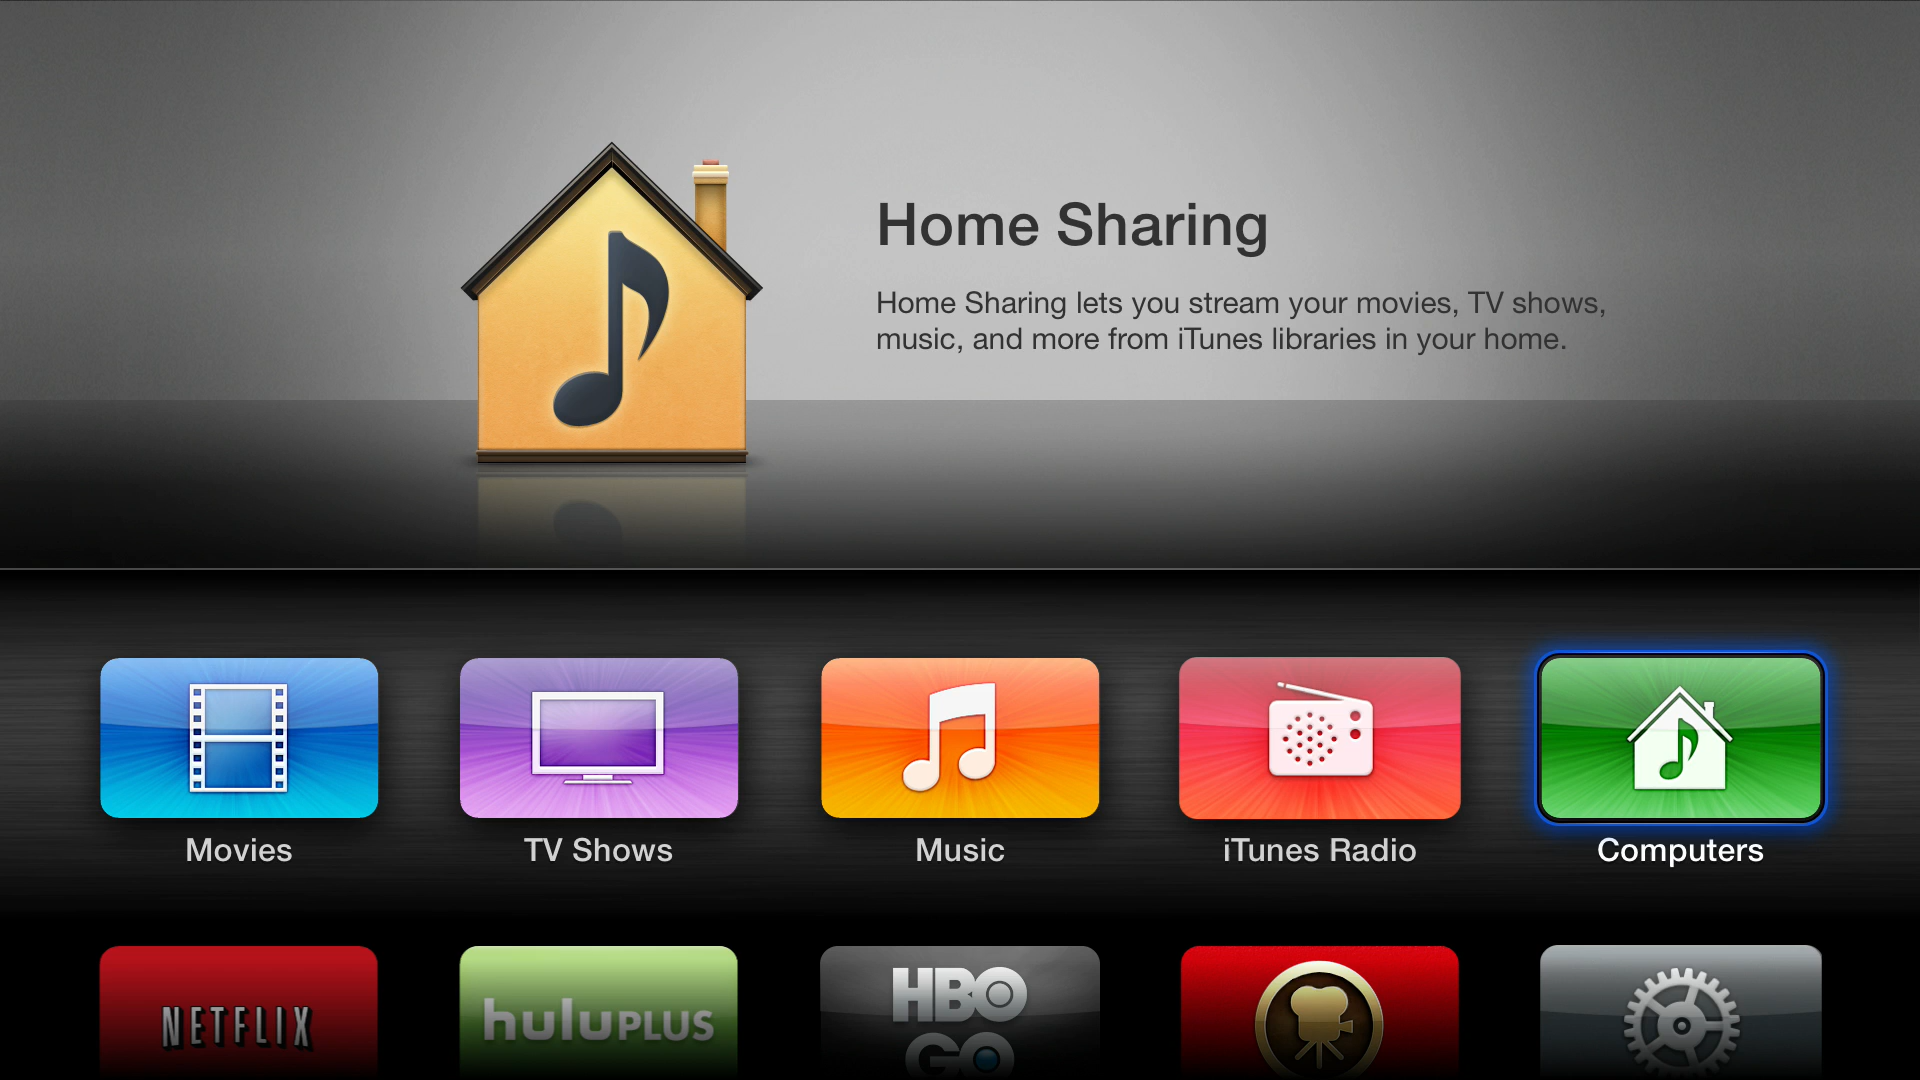 Home Sharing
Home Sharing lets you stream your movies, TV shows,
music, and more from iTunes libraries in your home.
Movies
TV Shows
Music
iTunes Radio
Computers
NETFLIX
huluPLUS
HBO
GO